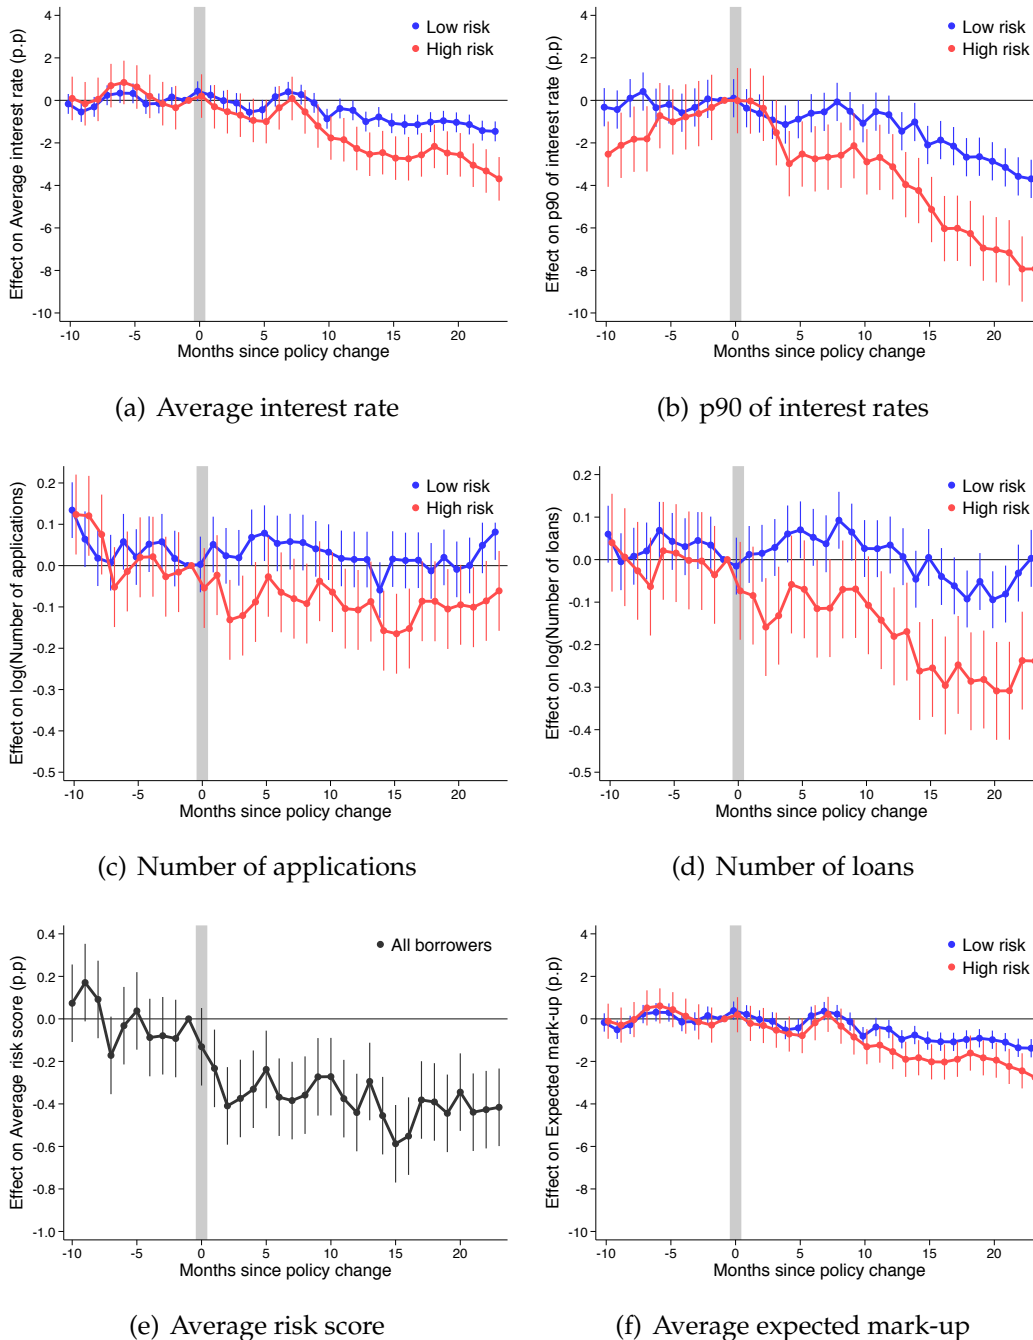 Effect on Average interest rate (p.p)
4
2
0
-2
-4
-6
-8
-10
Low risk
High risk
-10 -5 0 5 10 15 20
Months since policy change
(a) Average interest rate
Effect on p90 of interest rate (p.p)
4
2
0
-2
-4
-6
-8
-10
Low risk
High risk
-10 -5 0 5 10 15 20
Months since policy change
(b) p90 of interest rates
Effect on log(Number of applications)
0.2
0.1
0.0
-0.1
-0.2
-0.3
-0.4
-0.5
Low risk
High risk
-10 -5 0 5 10 15 20
Months since policy change
(c) Number of applications
Effect on log(Number of loans)
0.2
0.1
0.0
-0.1
-0.2
-0.3
-0.4
-0.5
Low risk
High risk
-10 -5 0 5 10 15 20
Months since policy change
(d) Number of loans
Effect on Average risk score (p.p)
0.4
0.2
0.0
-0.2
-0.4
-0.6
-0.8
-1.0
All borrowers
-10 -5 0 5 10 15 20
Months since policy change
(e) Average risk score
Effect on Expected mark-up (p.p)
4
2
0
-2
-4
-6
-8
-10
Low risk
High risk
-10 -5 0 5 10 15 20
Months since policy change
(f) Average expected mark-up